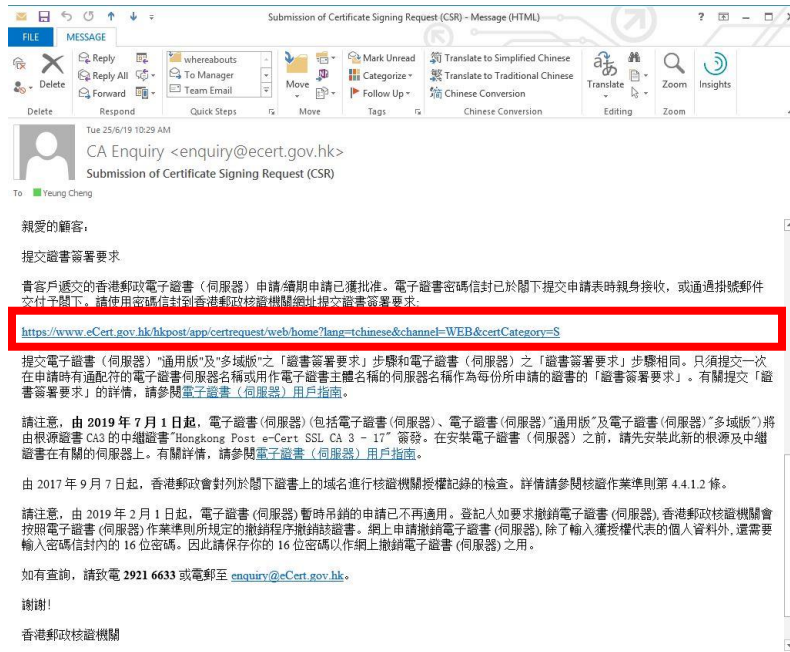 Submission of Certificate Signing Request (CSR) - Message (HTML)
FILE MESSAGE
Delete
Reply
Reply All
Forward
whereabouts
To Manager
Team Email
Move
Mark Unread
Categorize
Follow Up
Translate to Simplified Chinese
Translate to Traditional Chinese
Chinese Conversion
Translate
Zoom
Insights
Delete Respond Quick Steps Move Tags Chinese Conversion Editing Zoom
Tue 25/6/19 10:29 AM
CA Enquiry <enquiry@ecert.gov.hk>
Submission of Certificate Signing Request (CSR)
To Yeung Cheng
親愛的顧客,
提交證書簽署要求
貴客戶遞交的香港郵政電子證書（伺服器）申請/續期申請已獲批准。電子證書密碼信封已於閣下提交申請表時親身接收，或通過掛號郵件
交付予閣下。請使用密碼信封到香港郵政核證機關網址提交證書簽署要求:
https://www.eCert.gov.hk/hkpost/app/certrequest/web/home?lang=tchinese&channel=WEB&certCategory=S
提交電子證書（伺服器）"通用版"及"多域版"之「證書簽署要求」步驟和電子證書（伺服器）之「證書簽署要求」步驟相同。只須提交一次
在申請時有通配符的電子證書伺服器名稱或用作電子證書主體名稱的伺服器名稱作為每份所申請的證書的「證書簽署要求」。有關提交「證
書簽署要求」的詳情，請參閱電子證書（伺服器）用戶指南。
請注意，由 2019 年 7 月 1 日起，電子證書(伺服器)(包括電子證書(伺服器)、電子證書(伺服器)"通用版"及電子證書(伺服器)"多域版")將
由根源證書 CA3 的中繼證書"Hongkong Post e-Cert SSL CA 3 - 17" 簽發。在安裝電子證書（伺服器）之前，請先安裝此新的根源及中繼
證書在有關的伺服器上。有關詳情，請參閱電子證書（伺服器）用戶指南。
由 2017 年 9 月 7 日起，香港郵政會對列於閣下證書上的域名進行核證機關授權記錄的檢查。詳情請參閱核證作業準則第 4.4.1.2 條。
請注意，由 2019 年 2 月 1 日起，電子證書 (伺服器) 暫時吊銷的申請已不再適用。登記人如要求撤銷電子證書 (伺服器), 香港郵政核證機關會
按照電子證書 (伺服器) 作業準則所規定的撤銷程序撤銷該證書。網上申請撤銷電子證書 (伺服器), 除了輸入獲授權代表的個人資料外, 還需要
輸入密碼信封內的 16 位密碼。因此請保存你的 16 位密碼以作網上撤銷電子證書 (伺服器) 之用。
如有查詢，請致電 2921 6633 或電郵至 enquiry@eCert.gov.hk。
謝謝!
香港郵政核證機關